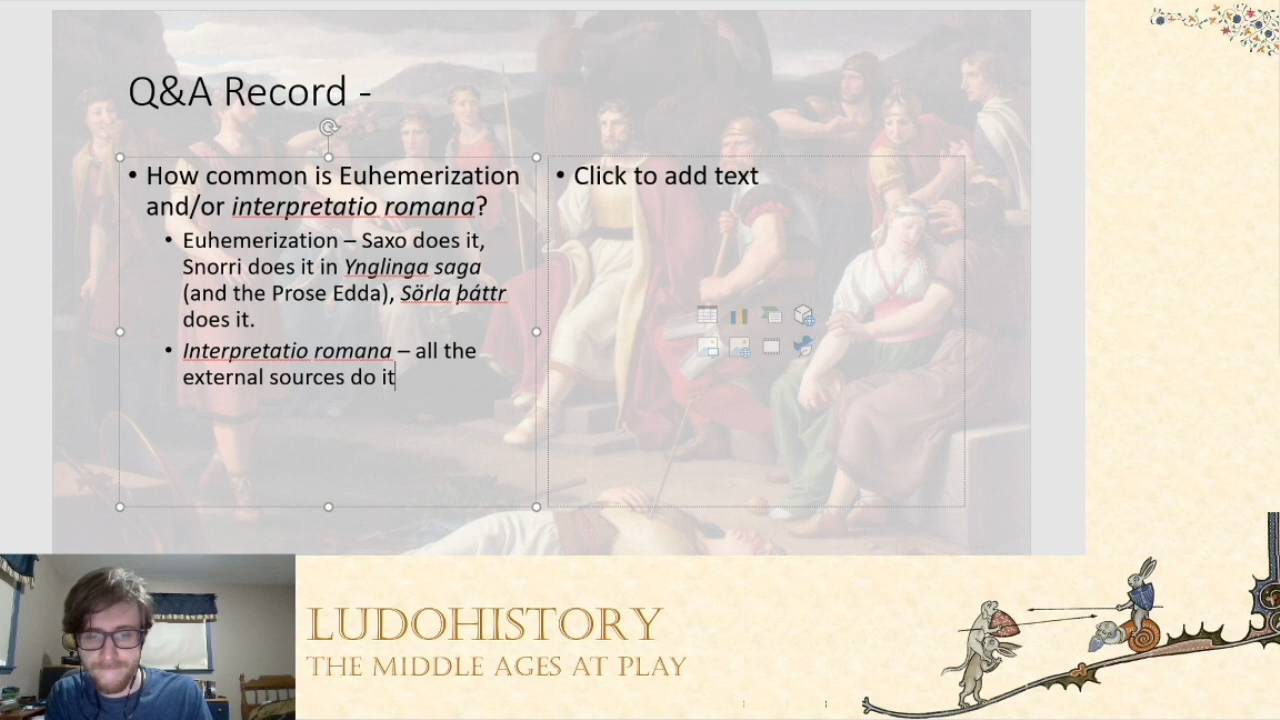 Q&A Record -
• How common is Euhemerization
and/or interpretatio romana?
• Euhemerization – Saxo does it,
Snorri does it in Ynglinga saga
(and the Prose Edda), Sörla þáttr
does it.
• Interpretatio romana – all the
external sources do it
• Click to add text
LUDOHISTORY
THE MIDDLE AGES AT PLAY